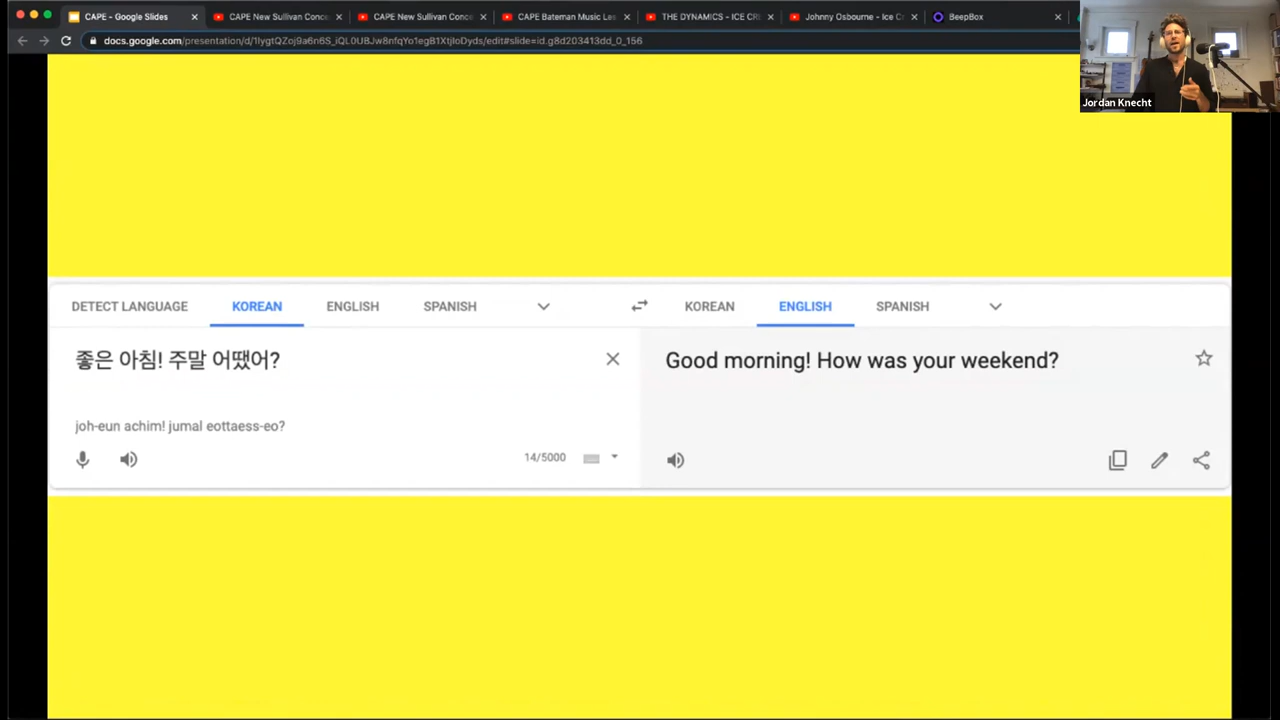 CAPE - Google Slides
CAPE New Sullivan Conce
CAPE New Sullivan Conce
CAPE Bateman Music Les
THE DYNAMICS - ICE CRE
Johnny Osbourne - Ice Cr
BeepBox
docs.google.com/presentation/d/1lygtQZoj9a6n6S_iQL0UBJw8nfqYo1egB1XtjloDyds/edit#slide=id.g8d203413dd_0_156
Jordan Knecht
DETECT LANGUAGE KOREAN ENGLISH SPANISH
KOREAN ENGLISH SPANISH
좋은 아침! 주말 어땠어?
Good morning! How was your weekend?
joh-eun achim! jumal eottaess-eo?
14/5000